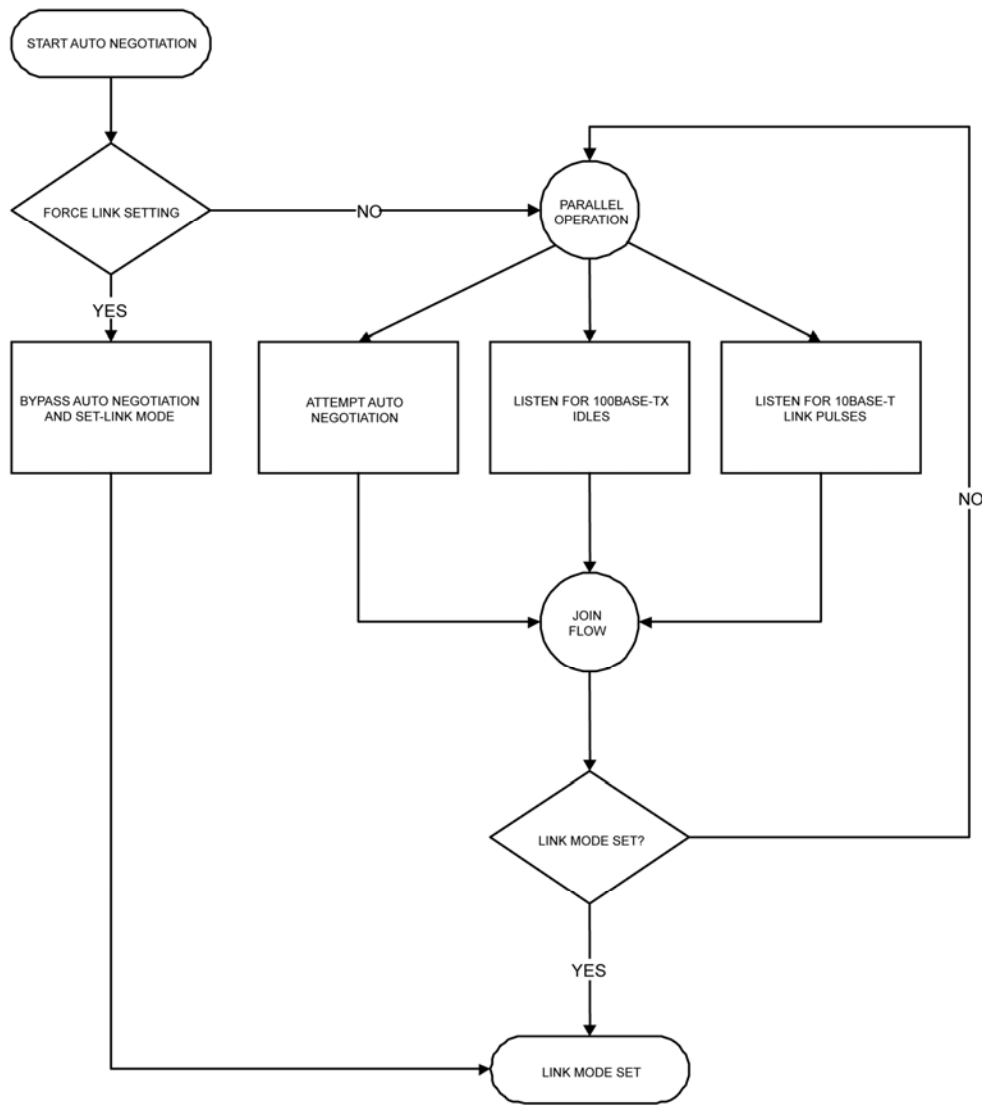 START AUTO NEGOTIATION
FORCE LINK SETTING
NO
PARALLEL
OPERATION
YES
BYPASS AUTO NEGOTIATION
AND SET-LINK MODE
ATTEMPT AUTO
NEGOTIATION
LISTEN FOR 100BASE-TX
IDLES
LISTEN FOR 10BASE-T
LINK PULSES
NO
JOIN
FLOW
LINK MODE SET?
YES
LINK MODE SET